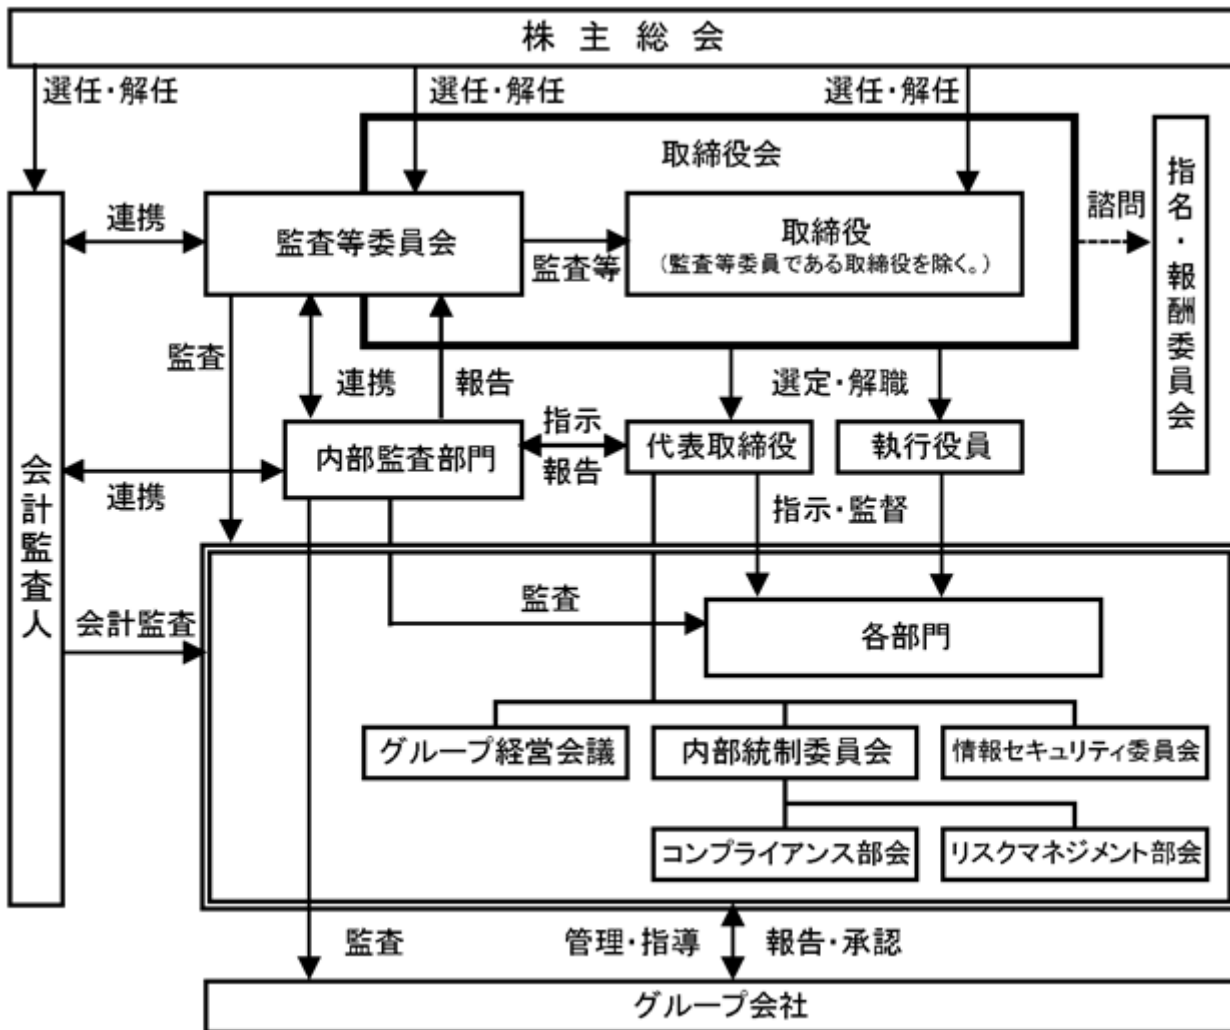 株主総会
選任・解任
選任・解任
選任・解任
取締役会
指名・報酬委員会
諮問
連携
監査等委員会
監査等
取締役
（監査等委員である取締役を除く。）
監査
連携
報告
選定・解職
指示
報告
内部監査部門
代表取締役
執行役員
連携
指示・監督
会計監査人
監査
各部門
会計監査
グループ経営会議
内部統制委員会
情報セキュリティ委員会
コンプライアンス部会
リスクマネジメント部会
監査
管理・指導
報告・承認
グループ会社